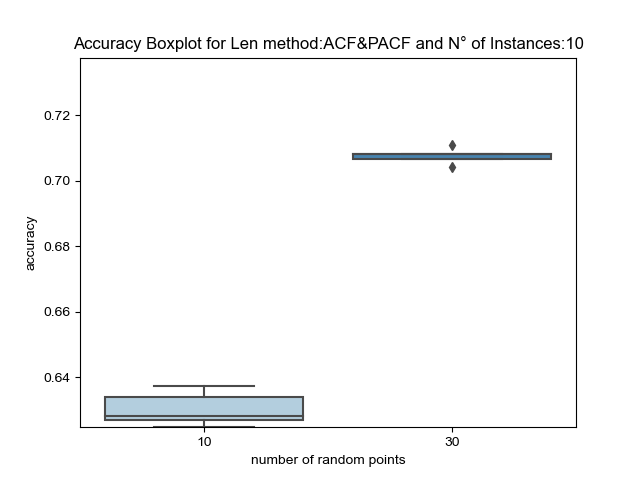 Accuracy Boxplot for Len method:ACF&PACF and N° of Instances:10
0.72
0.70
0.68
0.66
0.64
accuracy
10
30
number of random points